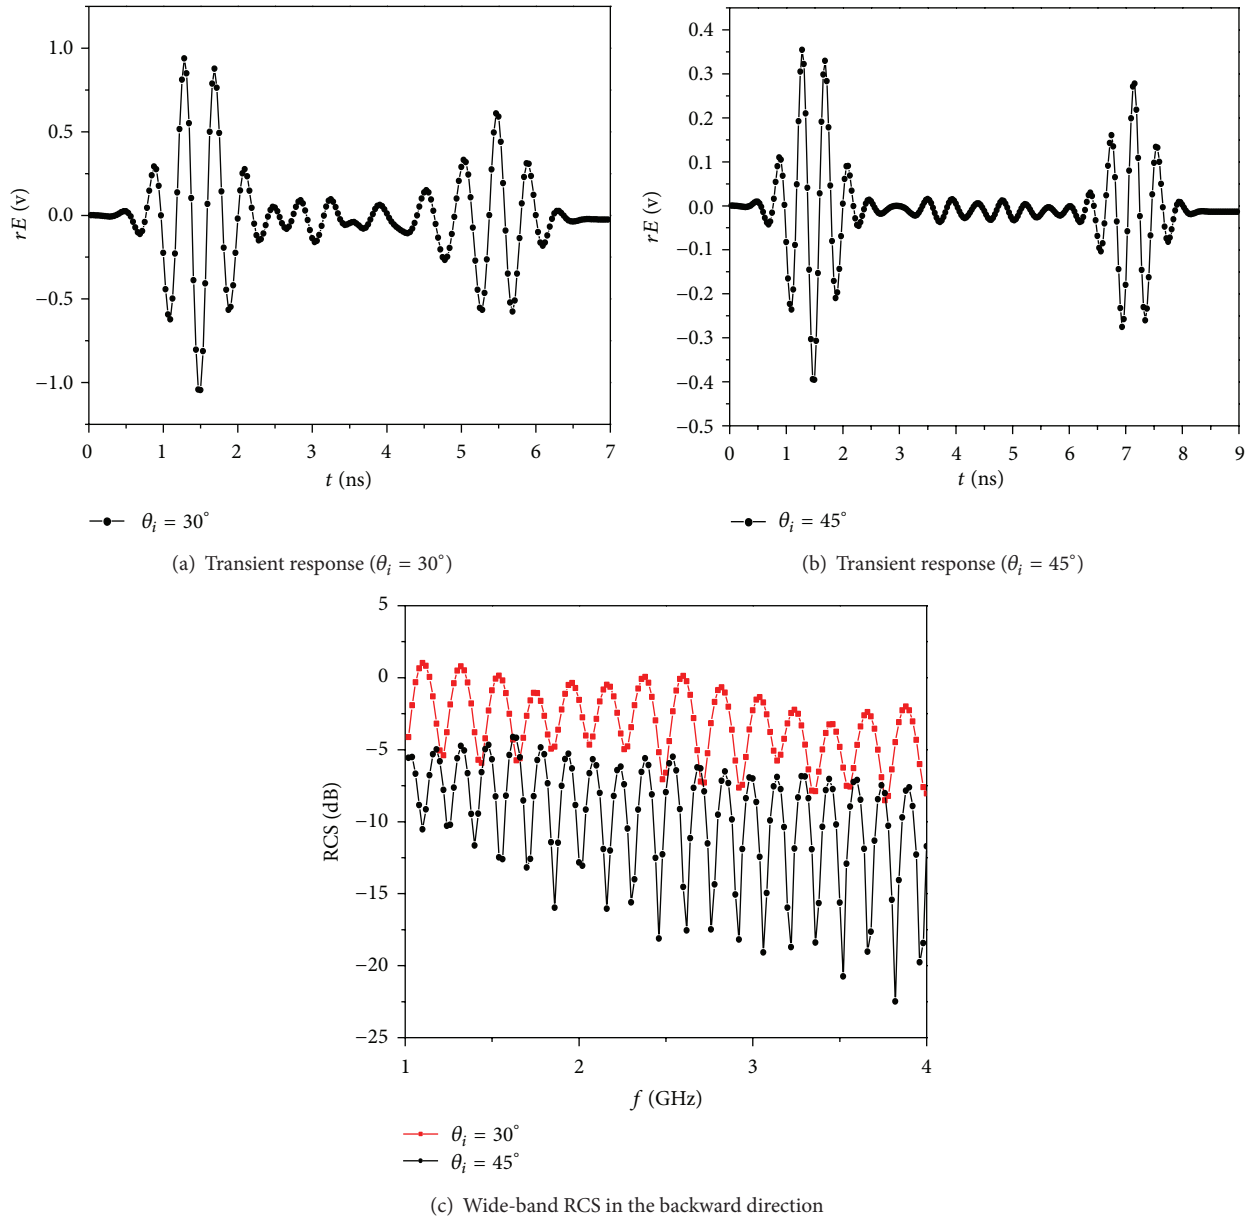 1.0
0.5
0.0
−0.5
−1.0
rE (v)
0 1 2 3 4 5 6 7
t (ns)
θi = 30°
(a) Transient response (θi = 30°)
0.4
0.3
0.2
0.1
0.0
−0.1
−0.2
−0.3
−0.4
−0.5
rE (v)
0 1 2 3 4 5 6 7 8 9
t (ns)
θi = 45°
(b) Transient response (θi = 45°)
5
0
−5
−10
−15
−20
−25
RCS (dB)
1 2 3 4
f (GHz)
θi = 30°
θi = 45°
(c) Wide-band RCS in the backward direction